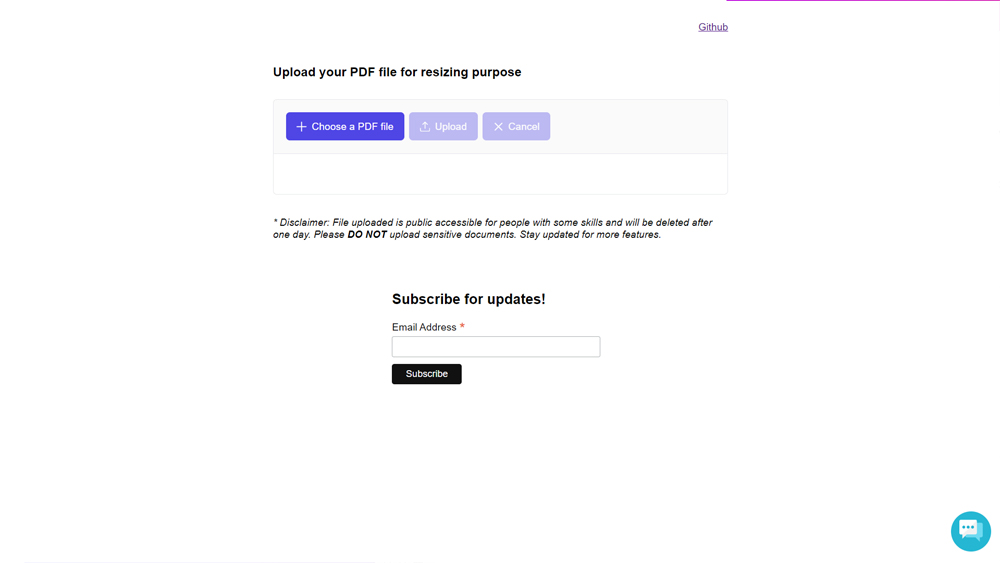 Github
Upload your PDF file for resizing purpose
Choose a PDF file Upload Cancel
* Disclaimer: File uploaded is public accessible for people with some skills and will be deleted after
one day. Please DO NOT upload sensitive documents. Stay updated for more features.
Subscribe for updates!
Email Address *
Subscribe